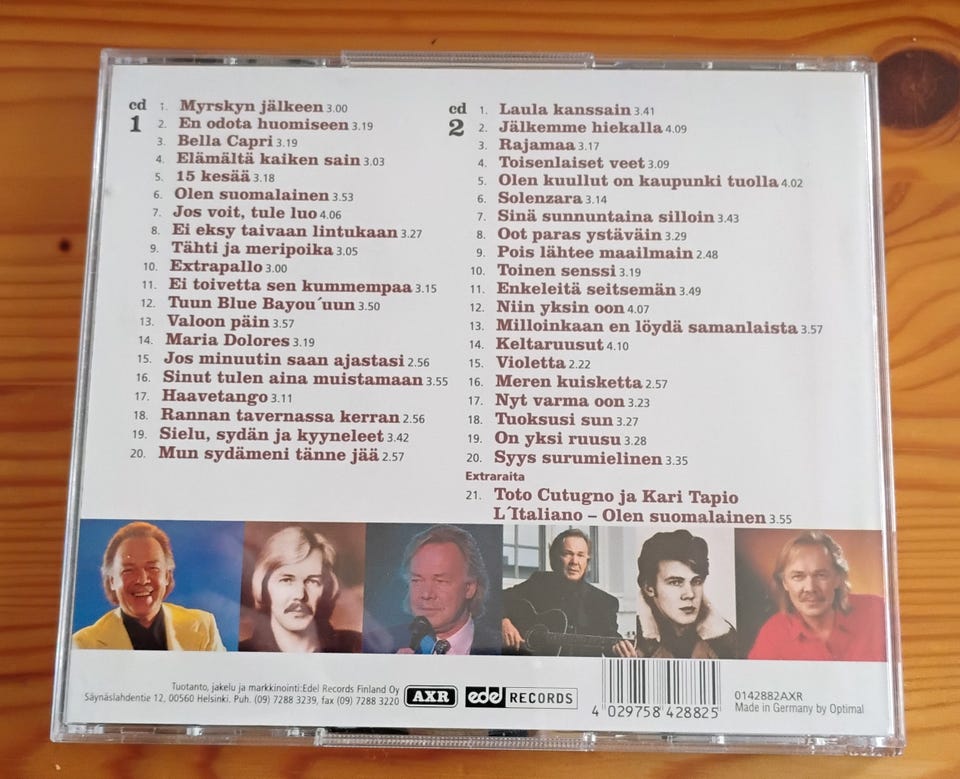 cd 1
1. Myrskyn jälkeen 3.00
2. En odota huomiseen 3.19
3. Bella Capri 3.19
4. Elämältä kaiken sain 3.03
5. 15 kesää 3.18
6. Olen suomalainen 3.53
7. Jos voit, tule luo 4.06
8. Ei eksy taivaan lintukaan 3.27
9. Tähti ja meripoika 3.05
10. Extrapallo 3.00
11. Ei toivetta sen kummempaa 3.15
12. Tuun Blue Bayou´uun 3.50
13. Valoon päin 3.57
14. Maria Dolores 3.19
15. Jos minuutin saan ajastasi 2.56
16. Sinut tulen aina muistamaan 3.55
17. Haavetango 3.11
18. Rannan tavernassa kerran 2.56
19. Sielu, sydän ja kyyneleet 3.42
20. Mun sydämeni tänne jää 2.57
cd 2
1. Laula kanssain 3.41
2. Jälkemme hiekalla 4.09
3. Rajamaa 3.17
4. Toisenlaiset veet 3.09
5. Olen kuullut on kaupunki tuolla 4.02
6. Solenzara 3.14
7. Sinä sunnuntaina silloin 3.43
8. Oot paras ystäväin 3.29
9. Pois lähtee maailmain 2.48
10. Toinen senssi 3.19
11. Enkeleitä seitsemän 3.49
12. Niin yksin oon 4.07
13. Milloinkaan en löydä samanlaista 3.57
14. Keltaruusut 4.10
15. Violetta 2.22
16. Meren kuisketta 2.57
17. Nyt varma oon 3.23
18. Tuoksusi sun 3.27
19. On yksi ruusu 3.28
20. Syys surumielinen 3.35
Extraraita
21. Toto Cutugno ja Kari Tapio
L´Italiano – Olen suomalainen 3.55
Tuotanto, jakelu ja markkinointi:Edel Records Finland Oy
Säynäslahdentie 12, 00560 Helsinki. Puh. (09) 7288 3239, fax (09) 7288 3220
AXR
edel RECORDS
4 029758 428825
0142882AXR
Made in Germany by Optimal